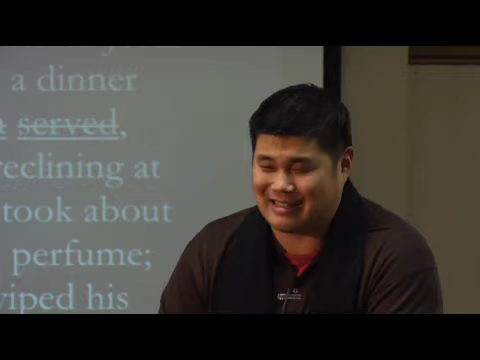 a dinner
served,
reclining at
took about
perfume;
wiped his